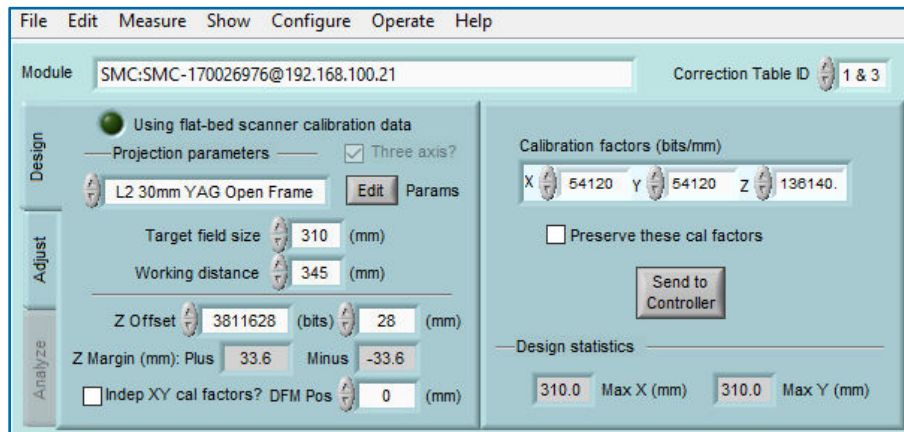 File Edit Measure Show Configure Operate Help
Module SMC:SMC-170026976@192.168.100.21 Correction Table ID 1 & 3
Design
Adjust
Analyze
Using flat-bed scanner calibration data
Projection parameters Three axis?
L2 30mm YAG Open Frame Edit Params
Target field size 310 (mm)
Working distance 345 (mm)
Z Offset 3811628 (bits) 28 (mm)
Z Margin (mm): Plus 33.6 Minus -33.6
Indep XY cal factors? DFM Pos 0 (mm)
Calibration factors (bits/mm)
X 54120 Y 54120 Z 136140.
Preserve these cal factors
Send to
Controller
Design statistics
310.0 Max X (mm) 310.0 Max Y (mm)